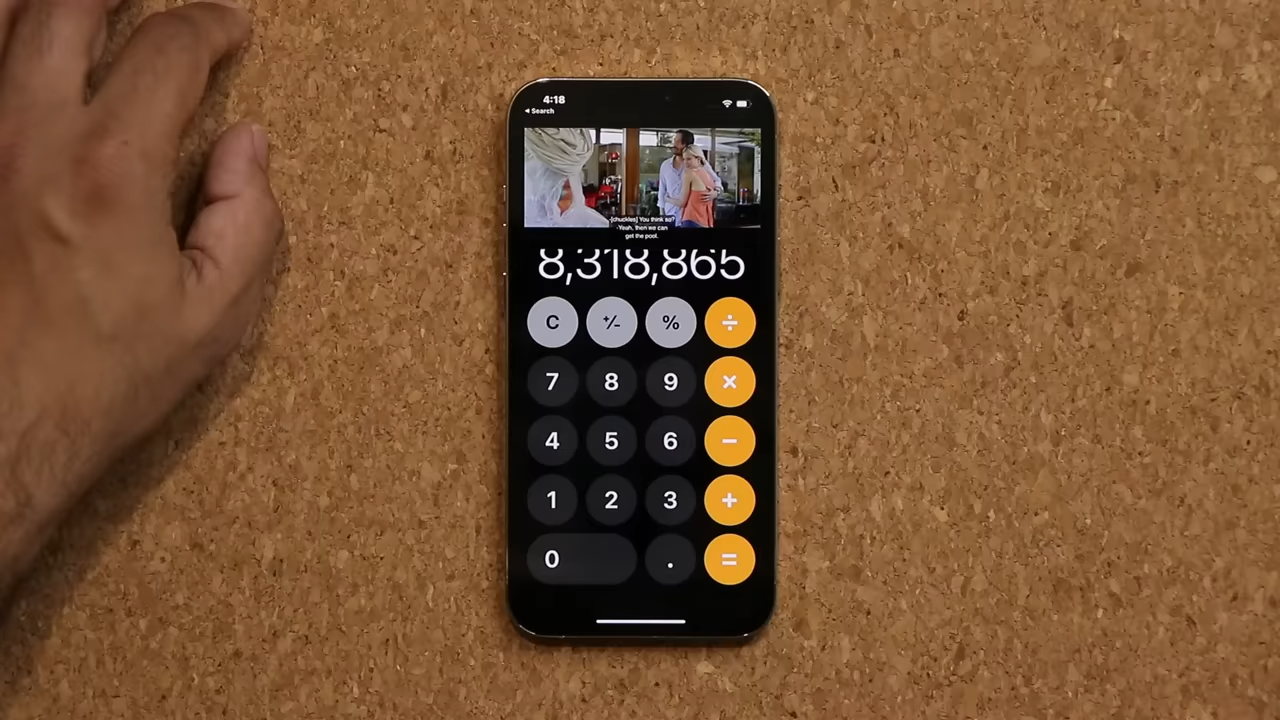 4:18
◀ Search
-[chuckles] You think so?
-Yeah, then we can
get the pool.
8,318,865
C +/- % ÷
7 8 9 ×
4 5 6 −
1 2 3 +
0 . =